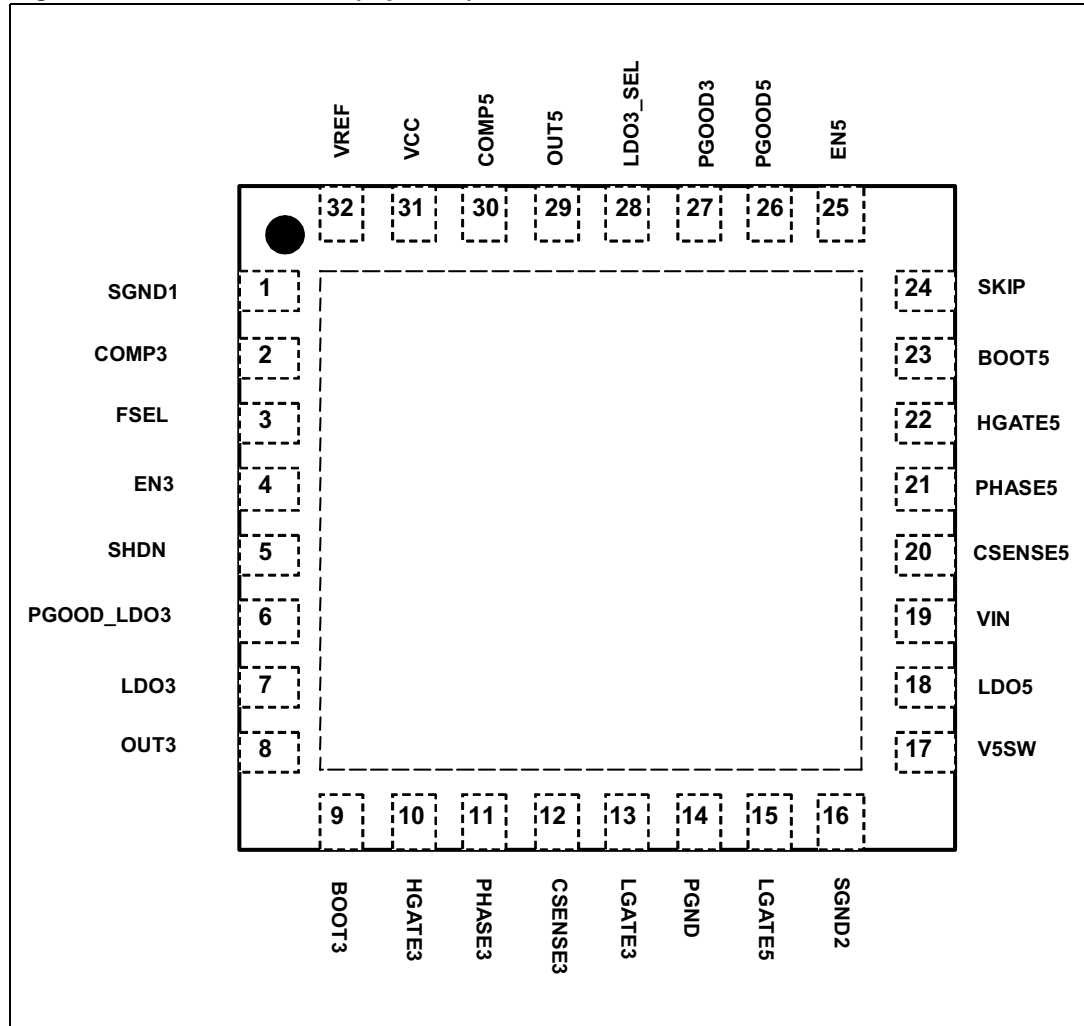 VREF
VCC
COMP5
OUT5
LDO3_SEL
PGOOD3
PGOOD5
EN5
32 31 30 29 28 27 26 25
SGND1 1
COMP3 2
FSEL 3
EN3 4
SHDN 5
PGOOD_LDO3 6
LDO3 7
OUT3 8
24 SKIP
23 BOOT5
22 HGATE5
21 PHASE5
20 CSENSE5
19 VIN
18 LDO5
17 V5SW
9 10 11 12 13 14 15 16
BOOT3
HGATE3
PHASE3
CSENSE3
LGATE3
PGND
LGATE5
SGND2